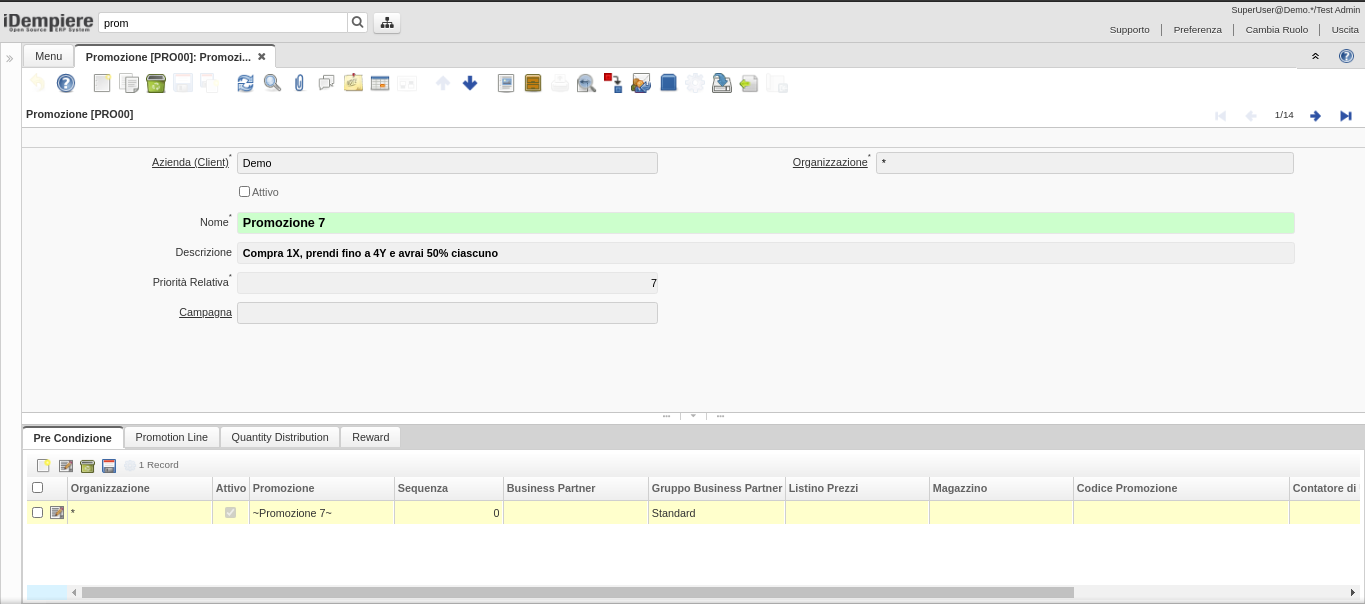 SuperUser@Demo.*/Test Admin
iDempiere
Open Source ERP System
prom
Supporto Preferenza Cambia Ruolo Uscita
» Menu Promozione [PRO00]: Promozi... ✖
Promozione [PRO00] 1/14
Azienda (Client)* Demo Organizzazione* *
Attivo
Nome* Promozione 7
Descrizione Compra 1X, prendi fino a 4Y e avrai 50% ciascuno
Priorità Relativa* 7
Campagna
Pre Condizione Promotion Line Quantity Distribution Reward
1 Record
Organizzazione Attivo Promozione Sequenza Business Partner Gruppo Business Partner Listino Prezzi Magazzino Codice Promozione Contatore di
* ~Promozione 7~ 0 Standard